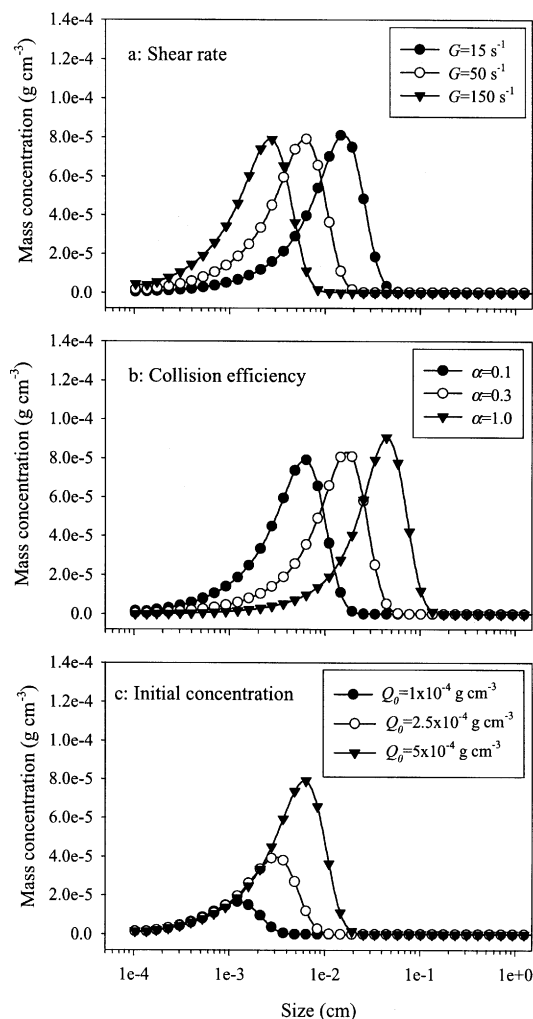 1.4e-4
1.2e-4
1.0e-4
8.0e-5
6.0e-5
4.0e-5
2.0e-5
0.0
Mass concentration (g cm⁻³)
a: Shear rate
G=15 s⁻¹
G=50 s⁻¹
G=150 s⁻¹
1.4e-4
1.2e-4
1.0e-4
8.0e-5
6.0e-5
4.0e-5
2.0e-5
0.0
Mass concentration (g cm⁻³)
b: Collision efficiency
α=0.1
α=0.3
α=1.0
1.4e-4
1.2e-4
1.0e-4
8.0e-5
6.0e-5
4.0e-5
2.0e-5
0.0
Mass concentration (g cm⁻³)
c: Initial concentration
Q₀=1x10⁻⁴ g cm⁻³
Q₀=2.5x10⁻⁴ g cm⁻³
Q₀=5x10⁻⁴ g cm⁻³
1e-4 1e-3 1e-2 1e-1 1e+0
Size (cm)